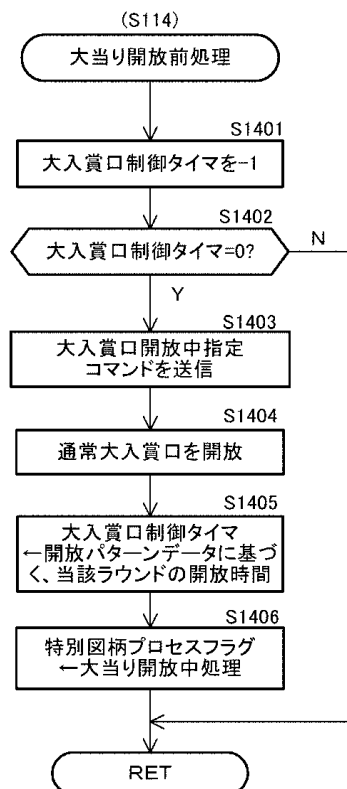 (S114)
大当り開放前処理
S1401
大入賞口制御タイマを-1
S1402
大入賞口制御タイマ=0?
N
Y
S1403
大入賞口開放中指定
コマンドを送信
S1404
通常大入賞口を開放
S1405
大入賞口制御タイマ
←開放パターンデータに基づ
く、当該ラウンドの開放時間
S1406
特別図柄プロセスフラグ
←大当り開放中処理
RET